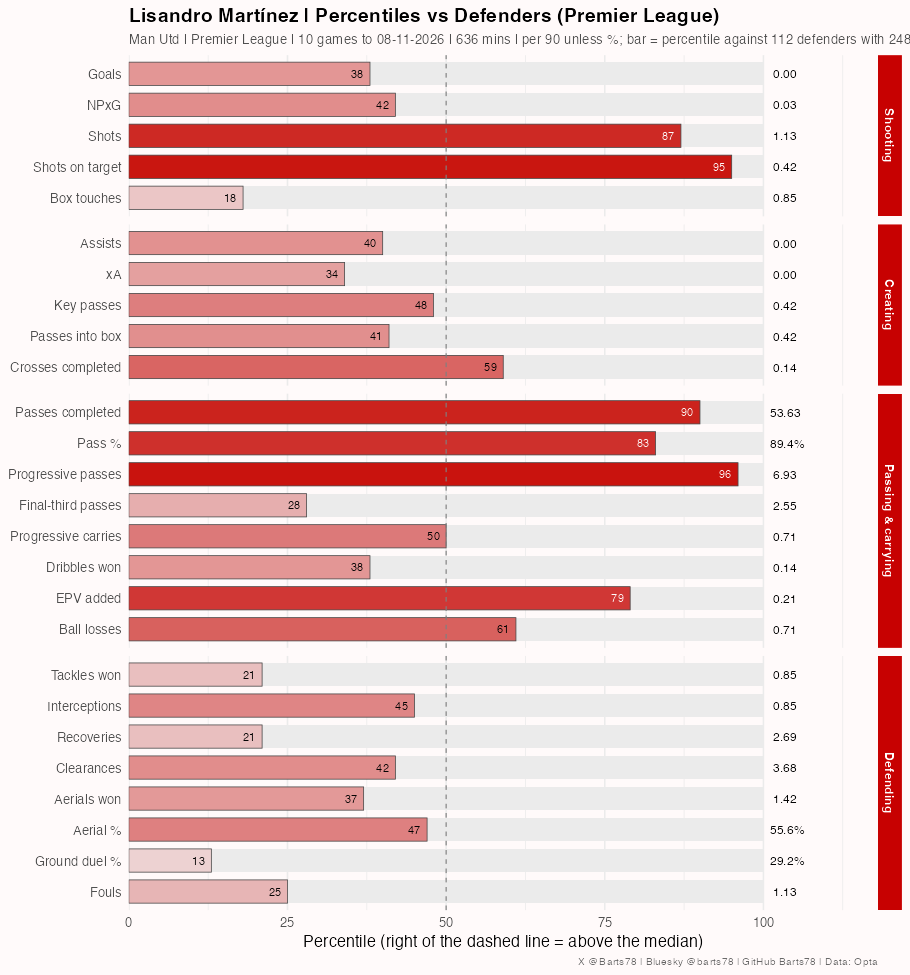 Lisandro Martínez | Percentiles vs Defenders (Premier League)
Man Utd | Premier League | 10 games to 08-11-2026 | 636 mins | per 90 unless %; bar = percentile against 112 defenders with 248
Goals 38 0.00
NPxG 42 0.03
Shots 87 1.13
Shots on target 95 0.42
Box touches 18 0.85
Shooting
Assists 40 0.00
xA 34 0.00
Key passes 48 0.42
Passes into box 41 0.42
Crosses completed 59 0.14
Creating
Passes completed 90 53.63
Pass % 83 89.4%
Progressive passes 96 6.93
Final-third passes 28 2.55
Progressive carries 50 0.71
Dribbles won 38 0.14
EPV added 79 0.21
Ball losses 61 0.71
Passing & carrying
Tackles won 21 0.85
Interceptions 45 0.85
Recoveries 21 2.69
Clearances 42 3.68
Aerials won 37 1.42
Aerial % 47 55.6%
Ground duel % 13 29.2%
Fouls 25 1.13
Defending
0 25 50 75 100
Percentile (right of the dashed line = above the median)
X @Barts78 | Bluesky @barts78 | GitHub Barts78 | Data: Opta